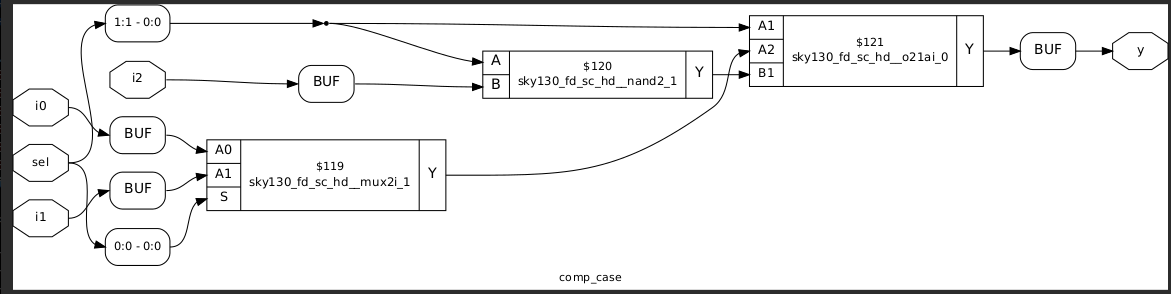 1:1 - 0:0
i2
BUF
i0
BUF
sel
BUF
i1
0:0 - 0:0
A0
A1
S
$119
sky130_fd_sc_hd__mux2i_1
Y
A
B
$120
sky130_fd_sc_hd__nand2_1
Y
A1
A2
B1
$121
sky130_fd_sc_hd__o21ai_0
Y
BUF
y
comp_case